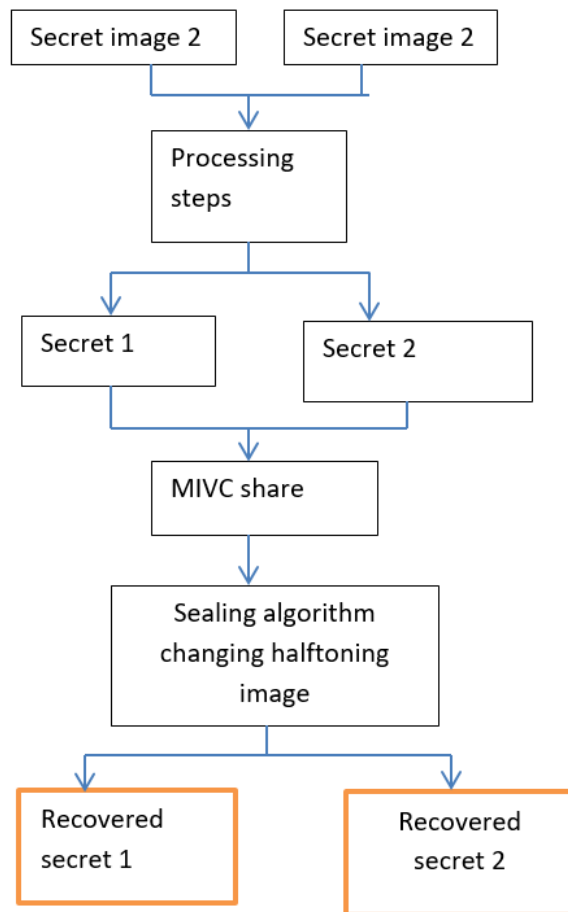 Secret image 2
Secret image 2
Processing
steps
Secret 1
Secret 2
MIVC share
Sealing algorithm
changing halftoning
image
Recovered
secret 1
Recovered
secret 2